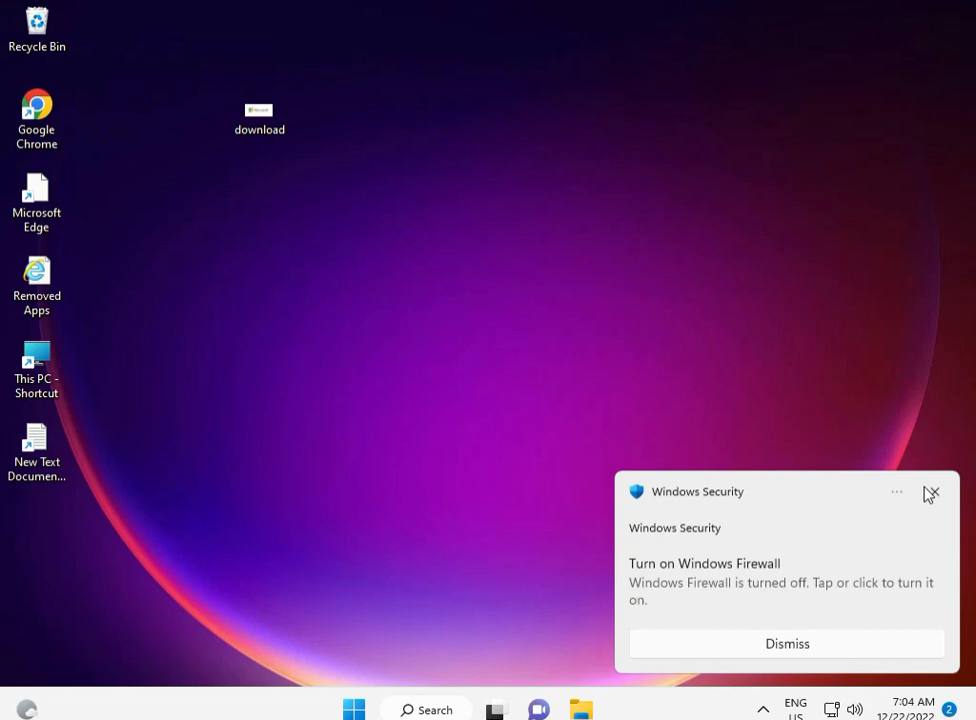 Recycle Bin
Google
Chrome
download
Microsoft
Edge
Removed
Apps
This PC -
Shortcut
New Text
Documen...
Windows Security
Windows Security
Turn on Windows Firewall
Windows Firewall is turned off. Tap or click to turn it
on.
Dismiss
Search
ENG
US
7:04 AM
12/22/2022
2